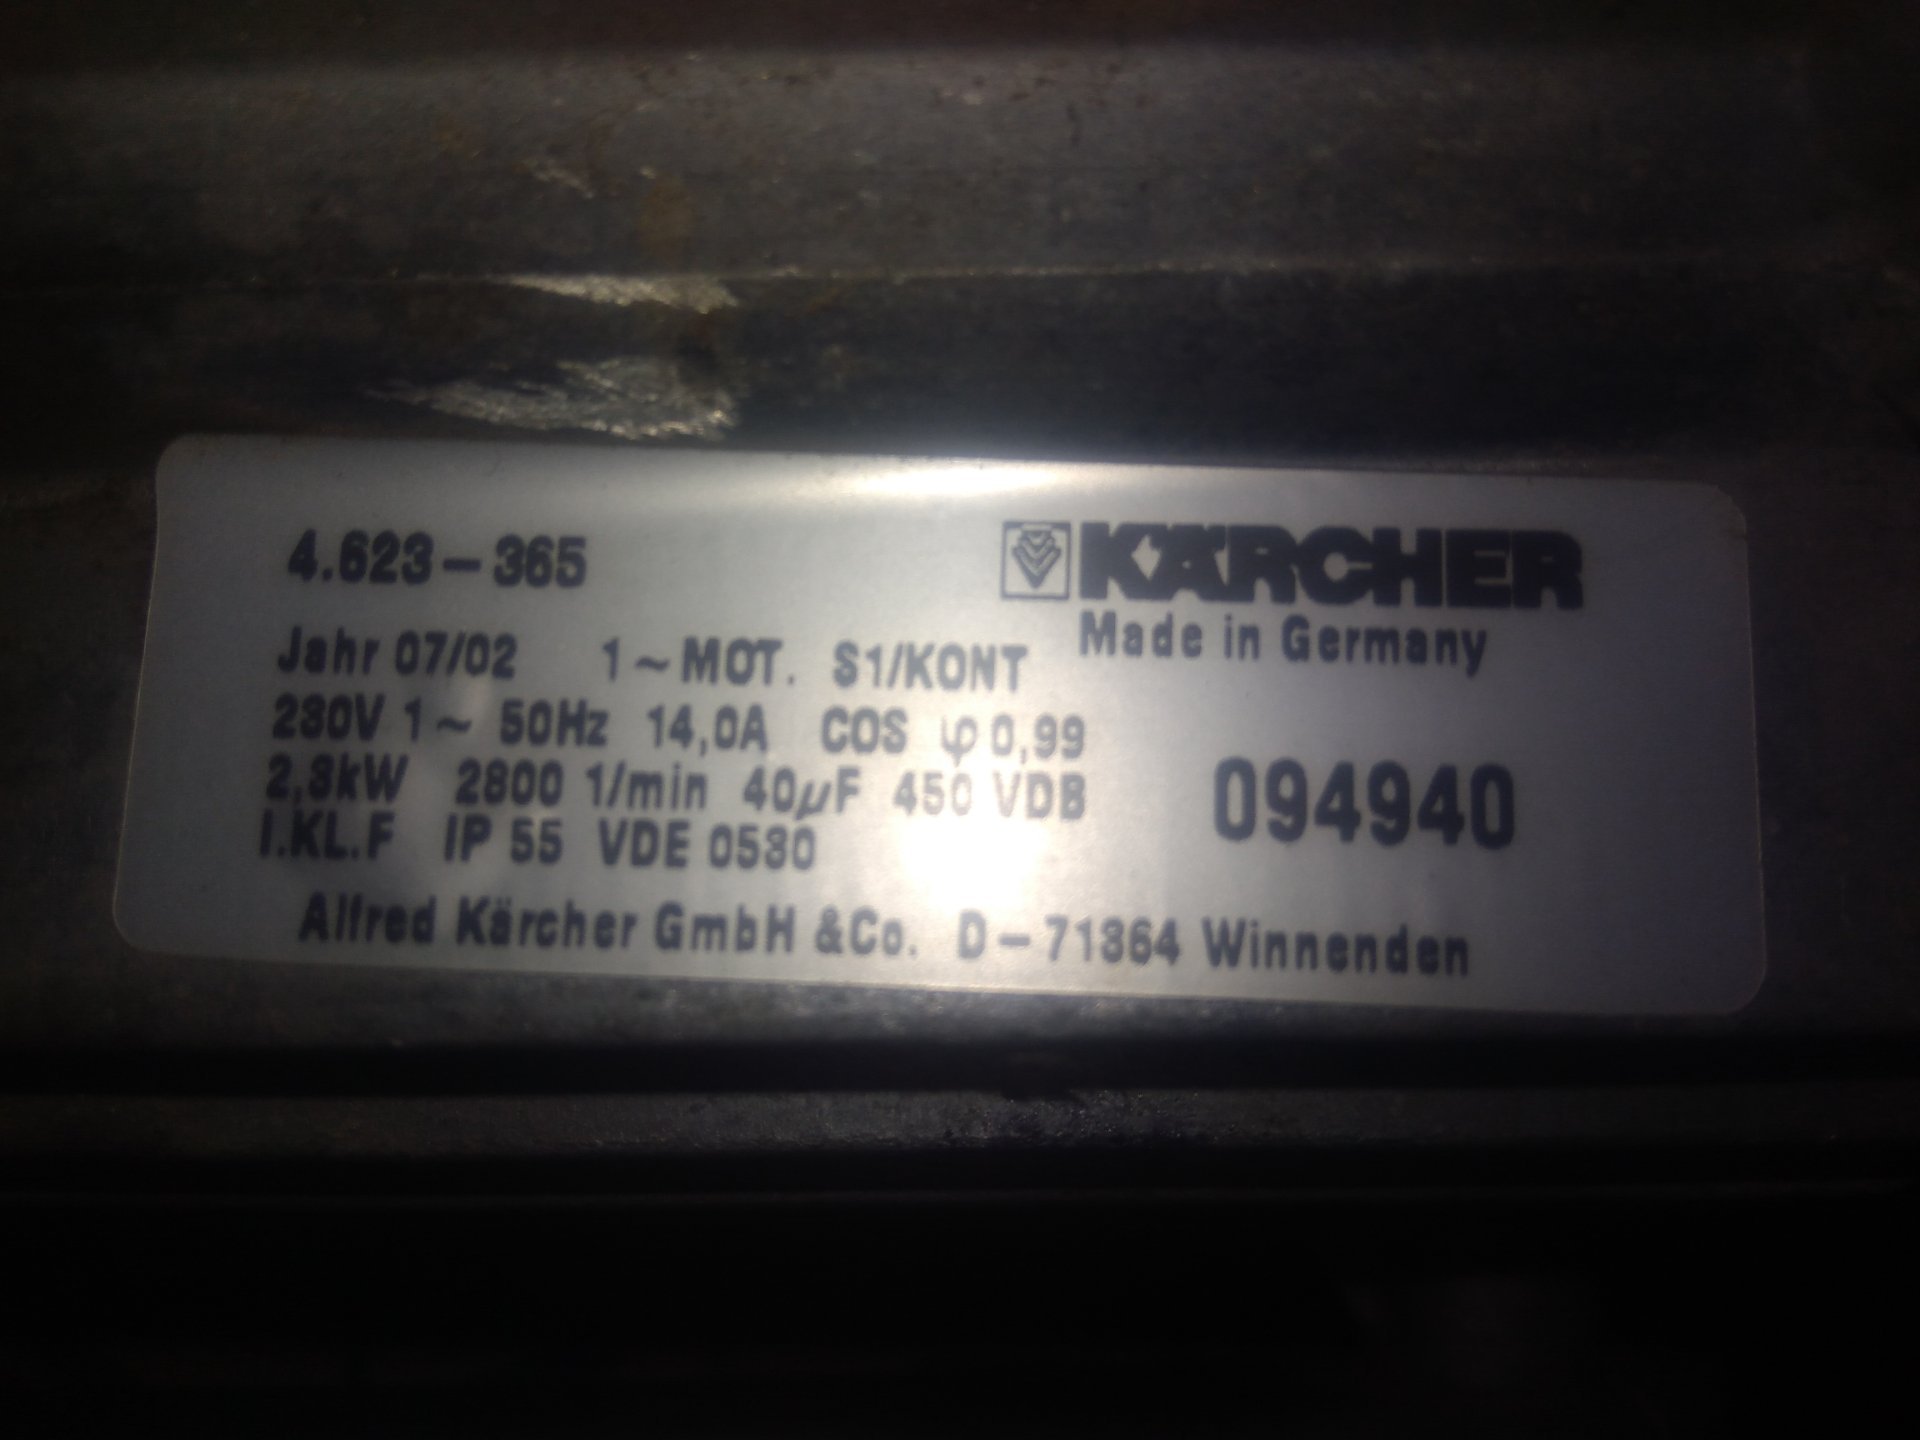 4.623-365
KÄRCHER
Made in Germany
Jahr 07/02 1~MOT. S1/KONT
230V 1~ 50Hz 14,0A COS φ 0,99
2,3kW 2800 1/min 40µF 450 VDB
094940
I.KL.F IP 55 VDE 0530
Alfred Kärcher GmbH &Co. D-71364 Winnenden